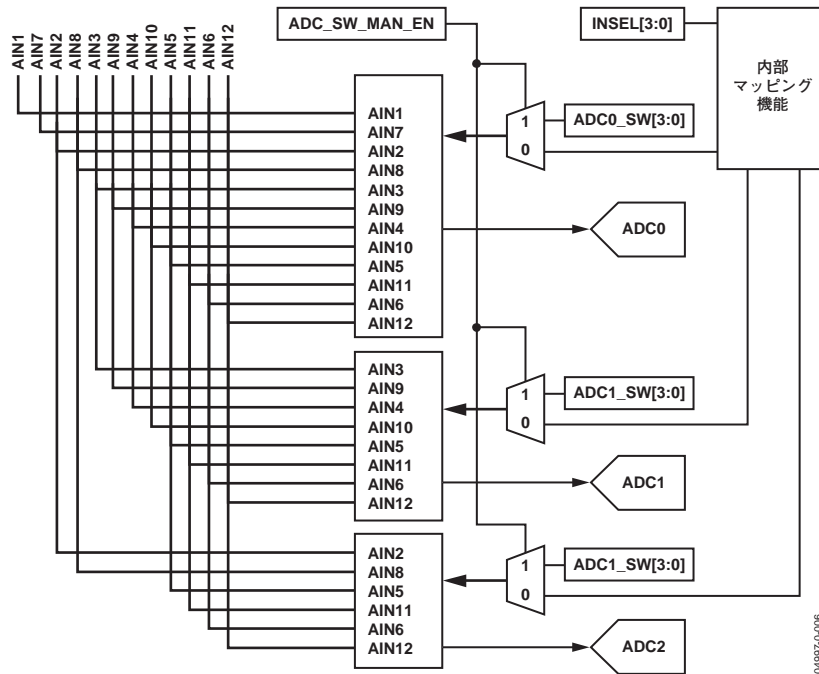 AIN1
AIN7
AIN2
AIN8
AIN3
AIN9
AIN4
AIN10
AIN5
AIN11
AIN6
AIN12
ADC_SW_MAN_EN
INSEL[3:0]
内部
マッピング
機能
AIN1
AIN7
AIN2
AIN8
AIN3
AIN9
AIN4
AIN10
AIN5
AIN11
AIN6
AIN12
1
0
ADC0_SW[3:0]
ADC0
AIN3
AIN9
AIN4
AIN10
AIN5
AIN11
AIN6
AIN12
1
0
ADC1_SW[3:0]
ADC1
AIN2
AIN8
AIN5
AIN11
AIN6
AIN12
1
0
ADC1_SW[3:0]
ADC2
04997-0-006